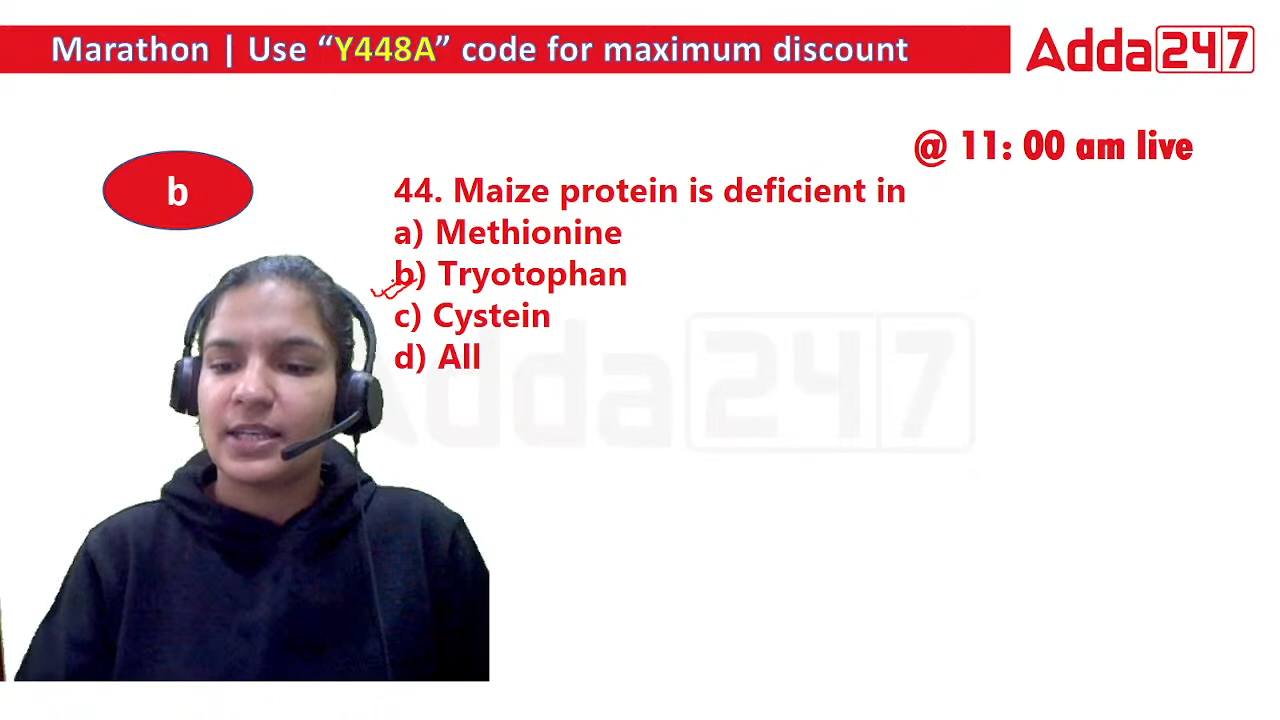 Marathon | Use “Y448A” code for maximum discount
Adda247
@ 11: 00 am live
b
44. Maize protein is deficient in
a) Methionine
b) Tryotophan
c) Cystein
d) All
Adda247